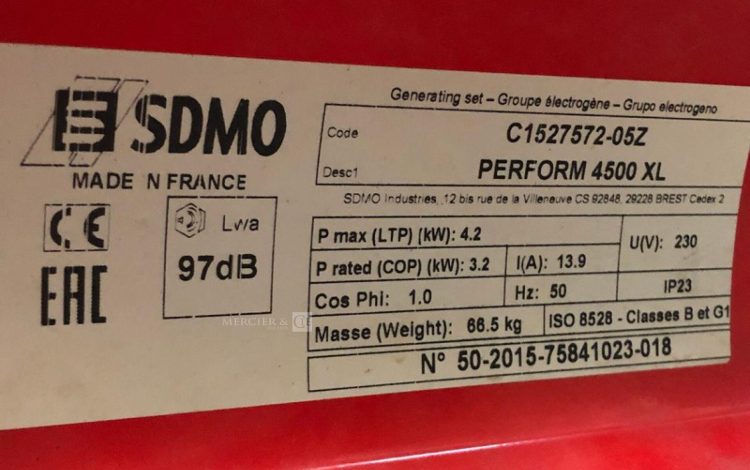 Generating set – Groupe électrogène – Grupo electrogeno
SDMO
MADE IN FRANCE
Code C1527572-05Z
Desc1 PERFORM 4500 XL
SDMO Industries, 12 bis rue de la Villeneuve CS 92848, 29228 BREST Cedex 2
CE
EAC
Lwa
97dB
P max (LTP) (kW): 4.2
U(V): 230
P rated (COP) (kW): 3.2 I(A): 13.9
Cos Phi: 1.0 Hz: 50 IP23
Masse (Weight): 66.5 kg ISO 8528 - Classes B et G1
N° 50-2015-75841023-018
MERCIER &